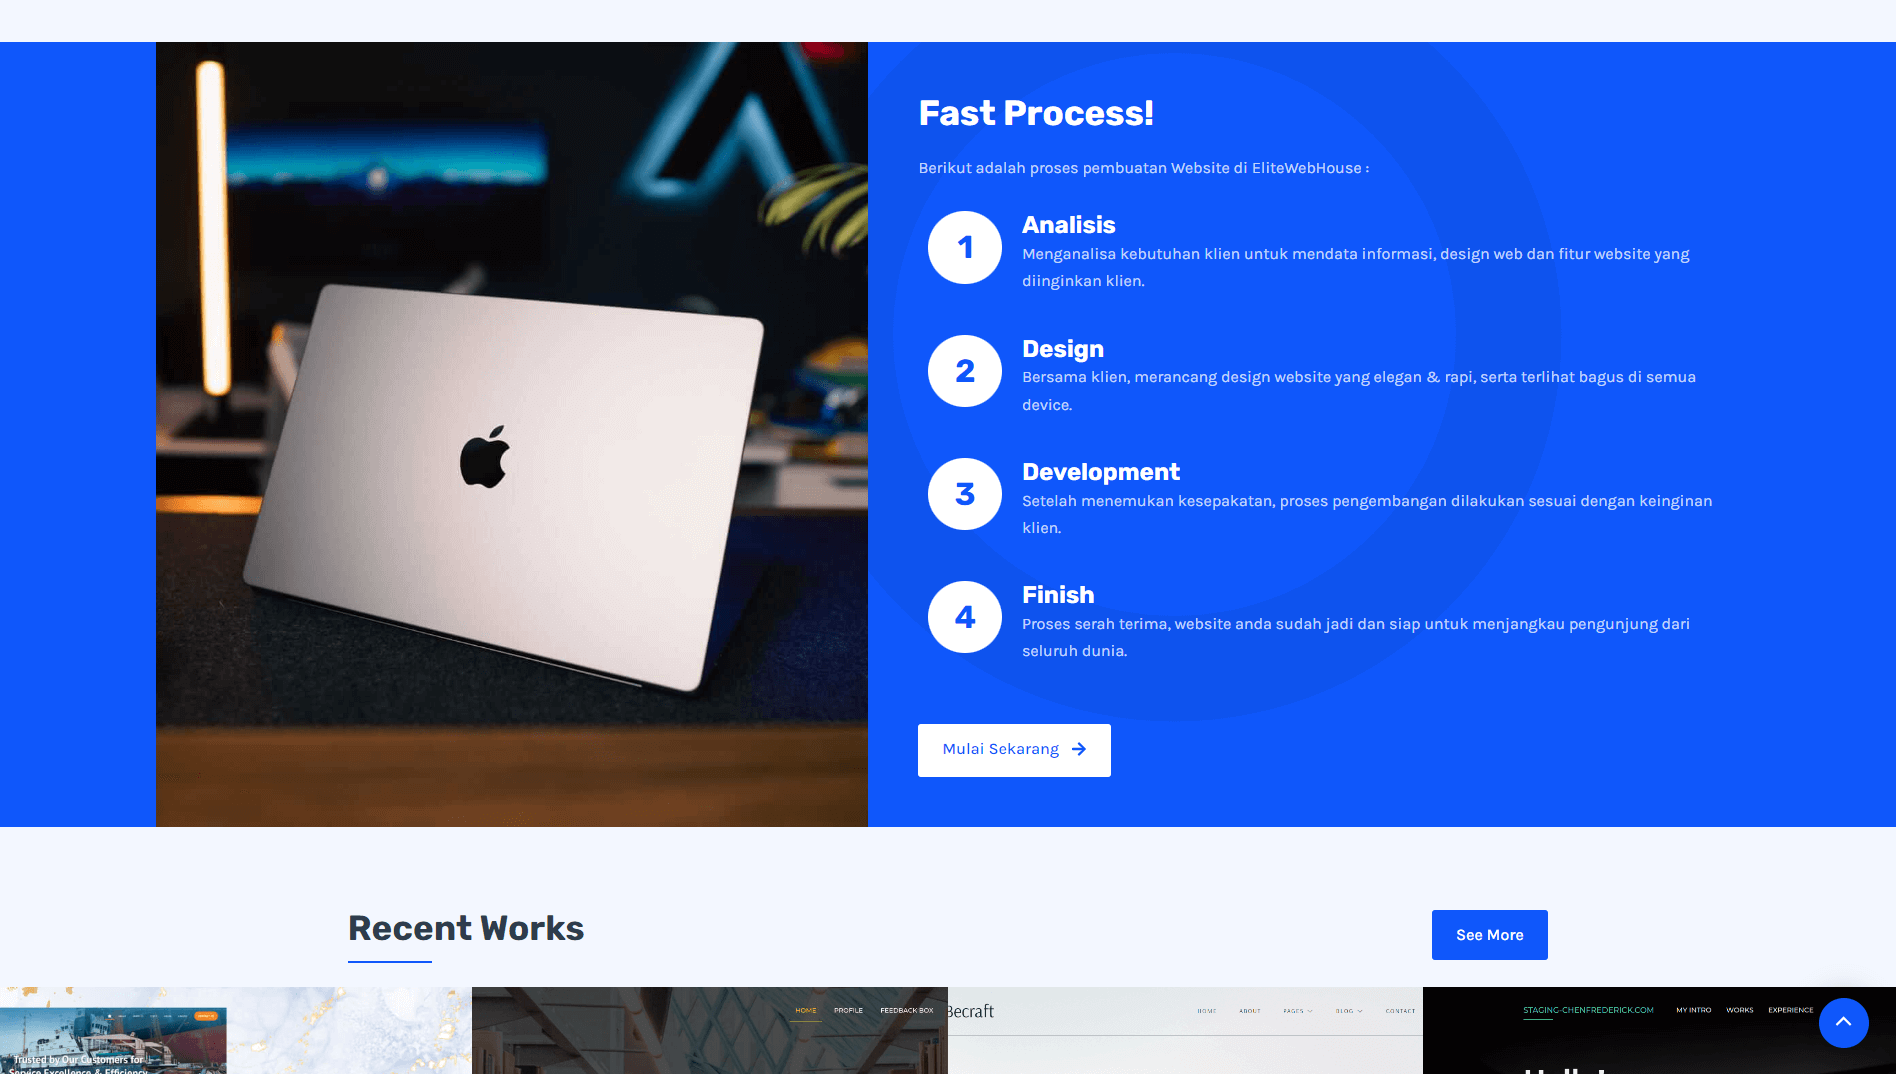 Fast Process!
Berikut adalah proses pembuatan Website di EliteWebHouse :
1
Analisis
Menganalisa kebutuhan klien untuk mendata informasi, design web dan fitur website yang
diinginkan klien.
2
Design
Bersama klien, merancang design website yang elegan & rapi, serta terlihat bagus di semua
device.
3
Development
Setelah menemukan kesepakatan, proses pengembangan dilakukan sesuai dengan keinginan
klien.
4
Finish
Proses serah terima, website anda sudah jadi dan siap untuk menjangkau pengunjung dari
seluruh dunia.
Mulai Sekarang
Recent Works
See More
Trusted by Our Customers for
Service Excellence & Efficiency
HOME PROFILE FEEDBACK BOX
Becraft
HOME ABOUT PAGES BLOG CONTACT
STAGING-CHENFREDERICK.COM MY INTRO WORKS EXPERIENCE